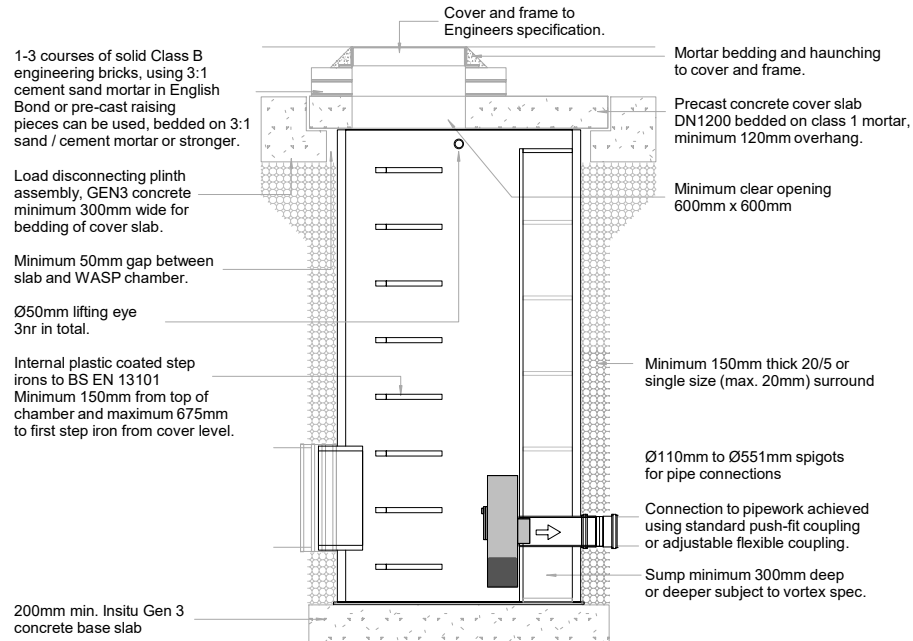 Cover and frame to
Engineers specification.
1-3 courses of solid Class B
engineering bricks, using 3:1
cement sand mortar in English
Bond or pre-cast raising
pieces can be used, bedded on 3:1
sand / cement mortar or stronger.
Load disconnecting plinth
assembly, GEN3 concrete
minimum 300mm wide for
bedding of cover slab.
Minimum 50mm gap between
slab and WASP chamber.
Ø50mm lifting eye
3nr in total.
Internal plastic coated step
irons to BS EN 13101
Minimum 150mm from top of
chamber and maximum 675mm
to first step iron from cover level.
200mm min. Insitu Gen 3
concrete base slab
Mortar bedding and haunching
to cover and frame.
Precast concrete cover slab
DN1200 bedded on class 1 mortar,
minimum 120mm overhang.
Minimum clear opening
600mm x 600mm
Minimum 150mm thick 20/5 or
single size (max. 20mm) surround
Ø110mm to Ø551mm spigots
for pipe connections
Connection to pipework achieved
using standard push-fit coupling
or adjustable flexible coupling.
Sump minimum 300mm deep
or deeper subject to vortex spec.